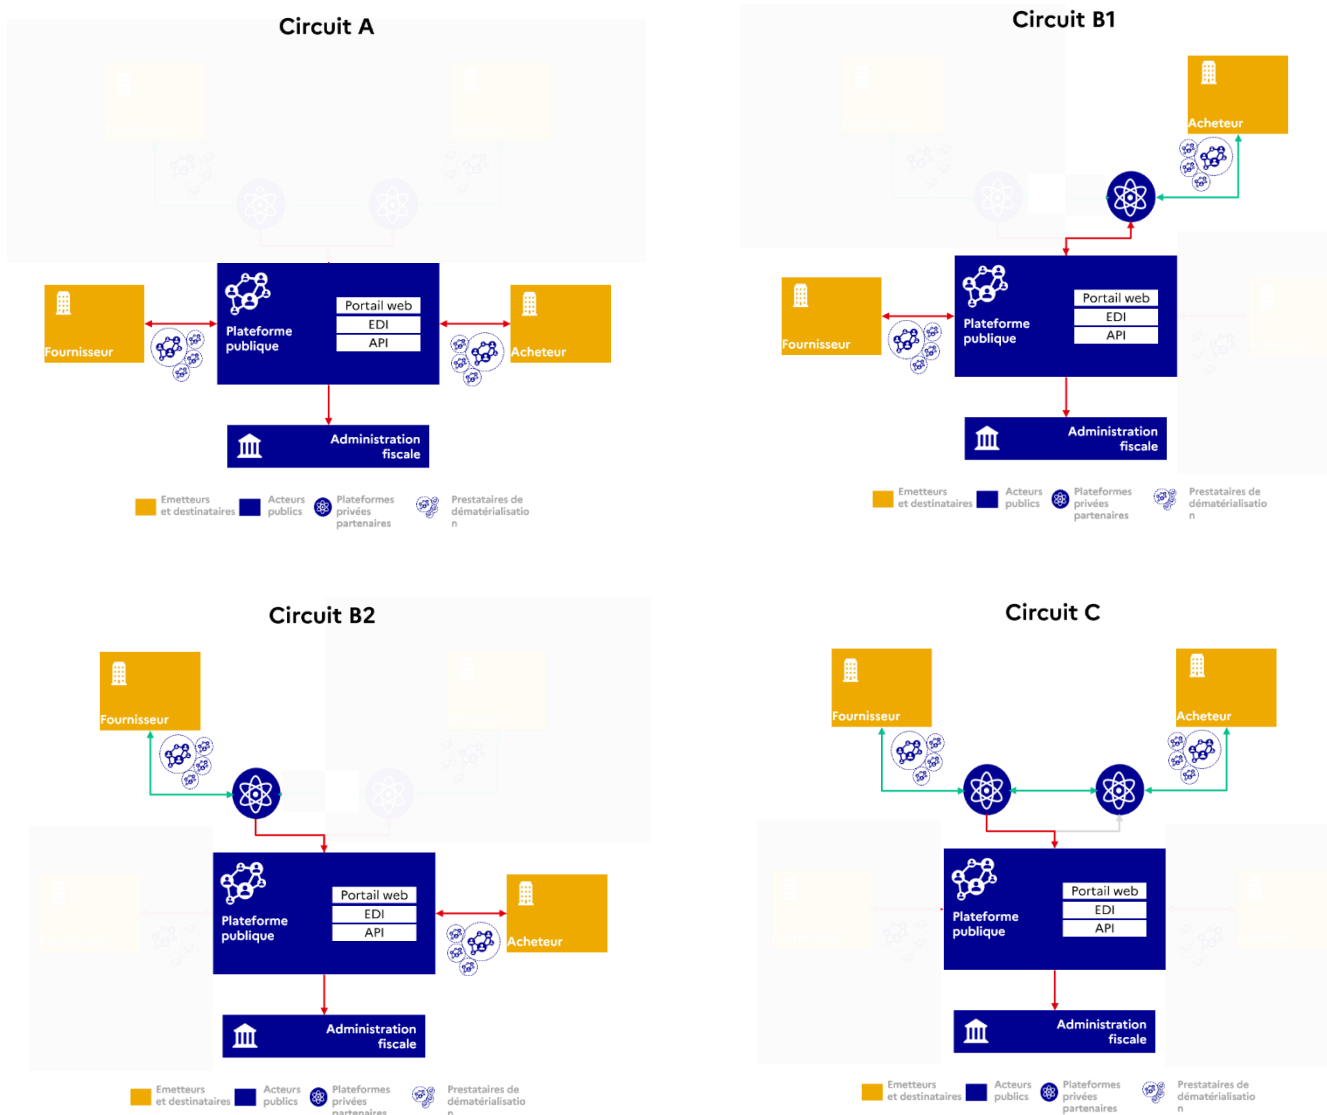 Circuit A
Fournisseur
Plateforme
publique
Portail web
EDI
API
Acheteur
Administration
fiscale
Emetteurs
et destinataires
Acteurs
publics
Plateformes
privées
partenaires
Prestataires de
dématérialisatio
n
Circuit B1
Acheteur
Fournisseur
Plateforme
publique
Portail web
EDI
API
Administration
fiscale
Emetteurs
et destinataires
Acteurs
publics
Plateformes
privées
partenaires
Prestataires de
dématérialisatio
n
Circuit B2
Fournisseur
Plateforme
publique
Portail web
EDI
API
Acheteur
Administration
fiscale
Emetteurs
et destinataires
Acteurs
publics
Plateformes
privées
partenaires
Prestataires de
dématérialisatio
n
Circuit C
Fournisseur
Acheteur
Plateforme
publique
Portail web
EDI
API
Administration
fiscale
Emetteurs
et destinataires
Acteurs
publics
Plateformes
privées
partenaires
Prestataires de
dématérialisatio
n